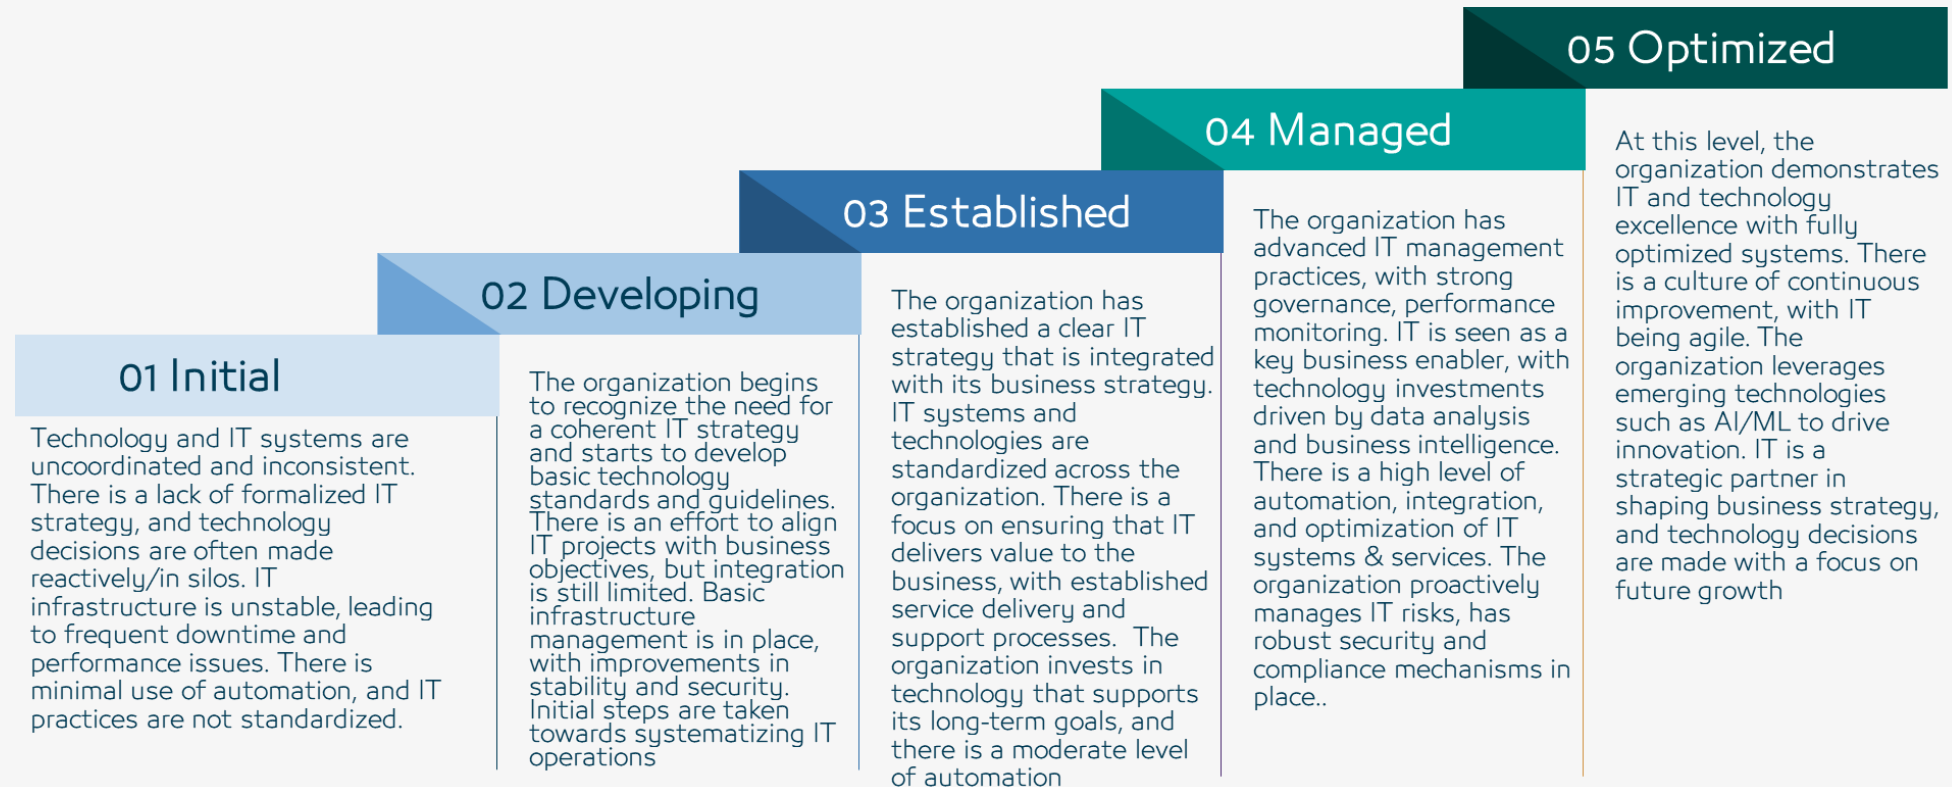 01 Initial
Technology and IT systems are
uncoordinated and inconsistent.
There is a lack of formalized IT
strategy, and technology
decisions are often made
reactively/in silos. IT
infrastructure is unstable, leading
to frequent downtime and
performance issues. There is
minimal use of automation, and IT
practices are not standardized.
02 Developing
The organization begins
to recognize the need for
a coherent IT strategy
and starts to develop
basic technology
standards and guidelines.
There is an effort to align
IT projects with business
objectives, but integration
is still limited. Basic
infrastructure
management is in place,
with improvements in
stability and security.
Initial steps are taken
towards systematizing IT
operations
03 Established
The organization has
established a clear IT
strategy that is integrated
with its business strategy.
IT systems and
technologies are
standardized across the
organization. There is a
focus on ensuring that IT
delivers value to the
business, with established
service delivery and
support processes.  The
organization invests in
technology that supports
its long-term goals, and
there is a moderate level
of automation
04 Managed
The organization has
advanced IT management
practices, with strong
governance, performance
monitoring. IT is seen as a
key business enabler, with
technology investments
driven by data analysis
and business intelligence.
There is a high level of
automation, integration,
and optimization of IT
systems & services. The
organization proactively
manages IT risks, has
robust security and
compliance mechanisms in
place..
05 Optimized
At this level, the
organization demonstrates
IT and technology
excellence with fully
optimized systems. There
is a culture of continuous
improvement, with IT
being agile. The
organization leverages
emerging technologies
such as AI/ML to drive
innovation. IT is a
strategic partner in
shaping business strategy,
and technology decisions
are made with a focus on
future growth